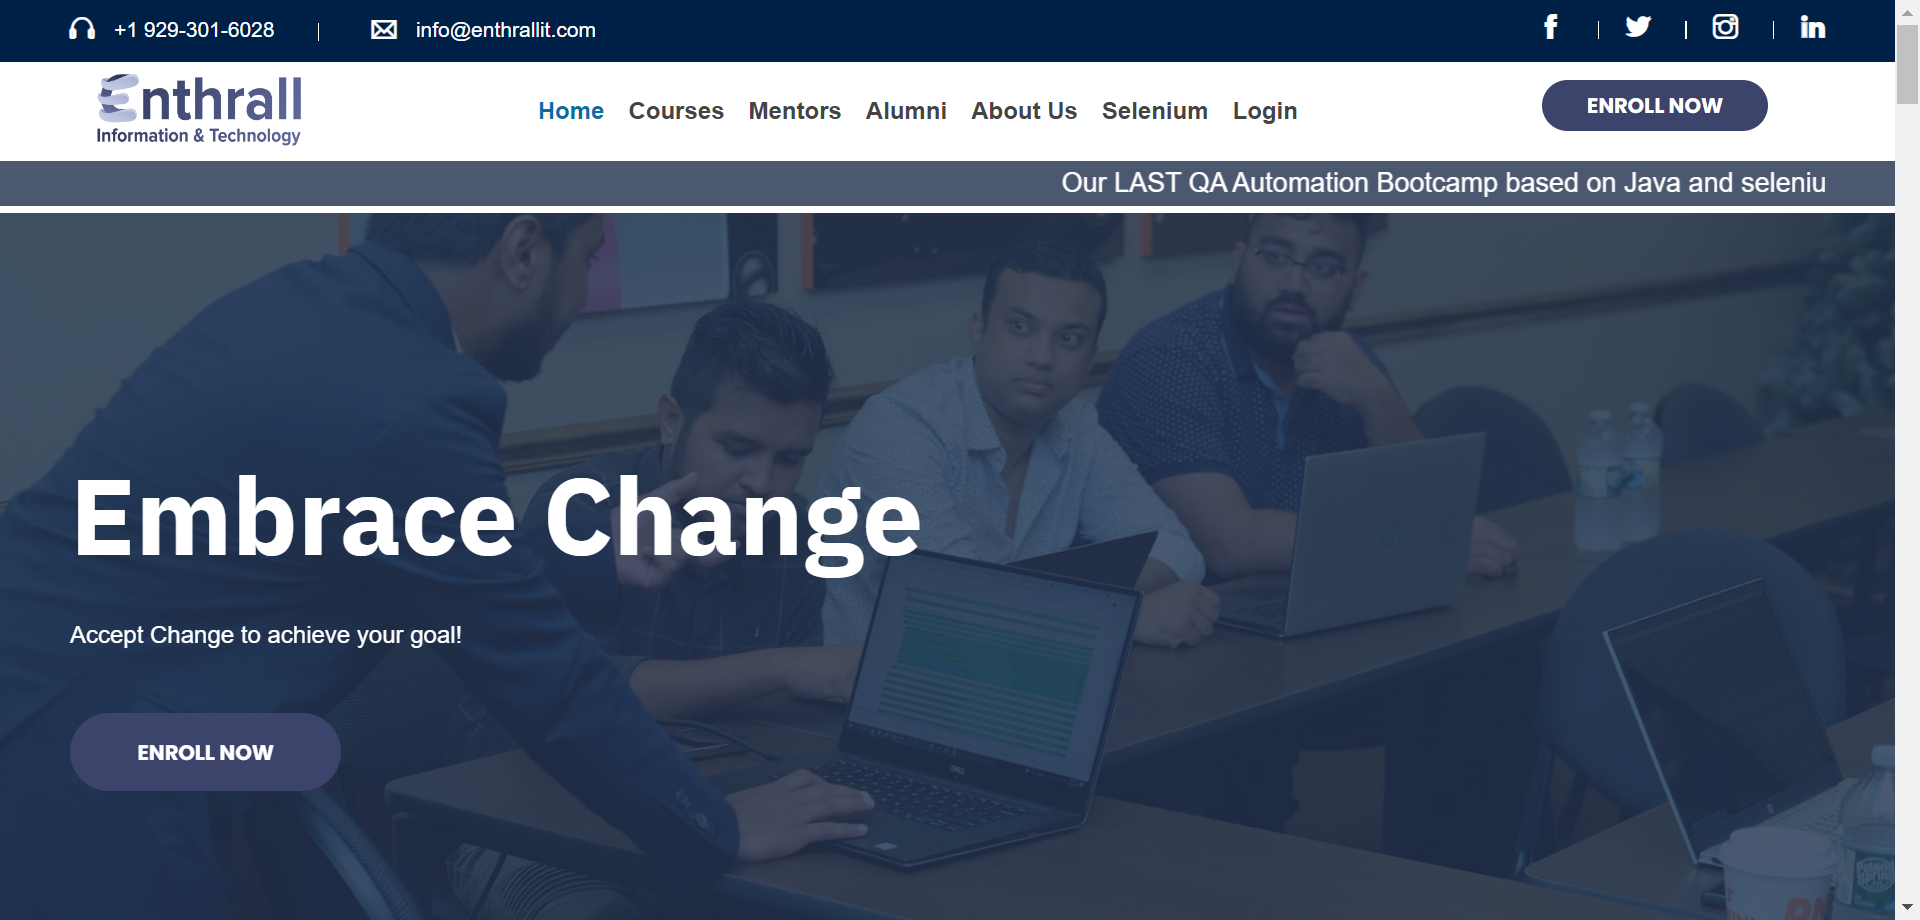 +1 929-301-6028
info@enthrallit.com
Enthrall
Information & Technology
Home
Courses
Mentors
Alumni
About Us
Selenium
Login
ENROLL NOW
Our LAST QA Automation Bootcamp based on Java and seleniu
Embrace Change
Accept Change to achieve your goal!
ENROLL NOW
DELL